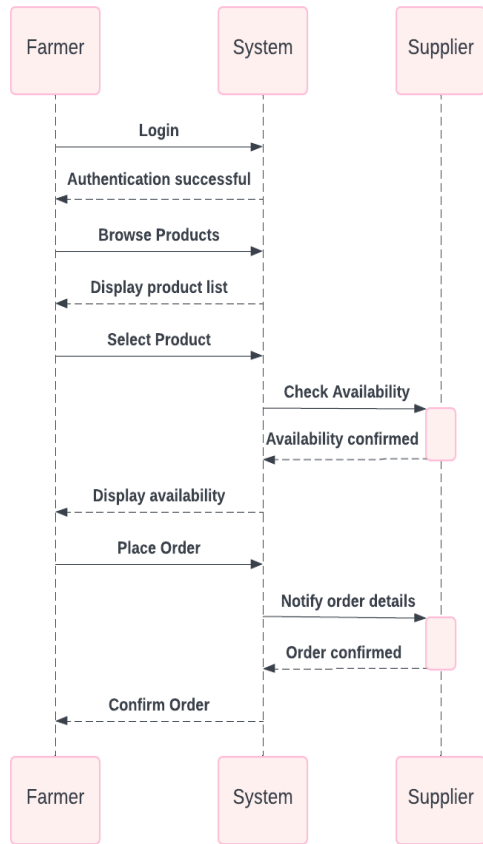 Farmer
System
Supplier
Login
Authentication successful
Browse Products
Display product list
Select Product
Check Availability
Availability confirmed
Display availability
Place Order
Notify order details
Order confirmed
Confirm Order
Farmer
System
Supplier